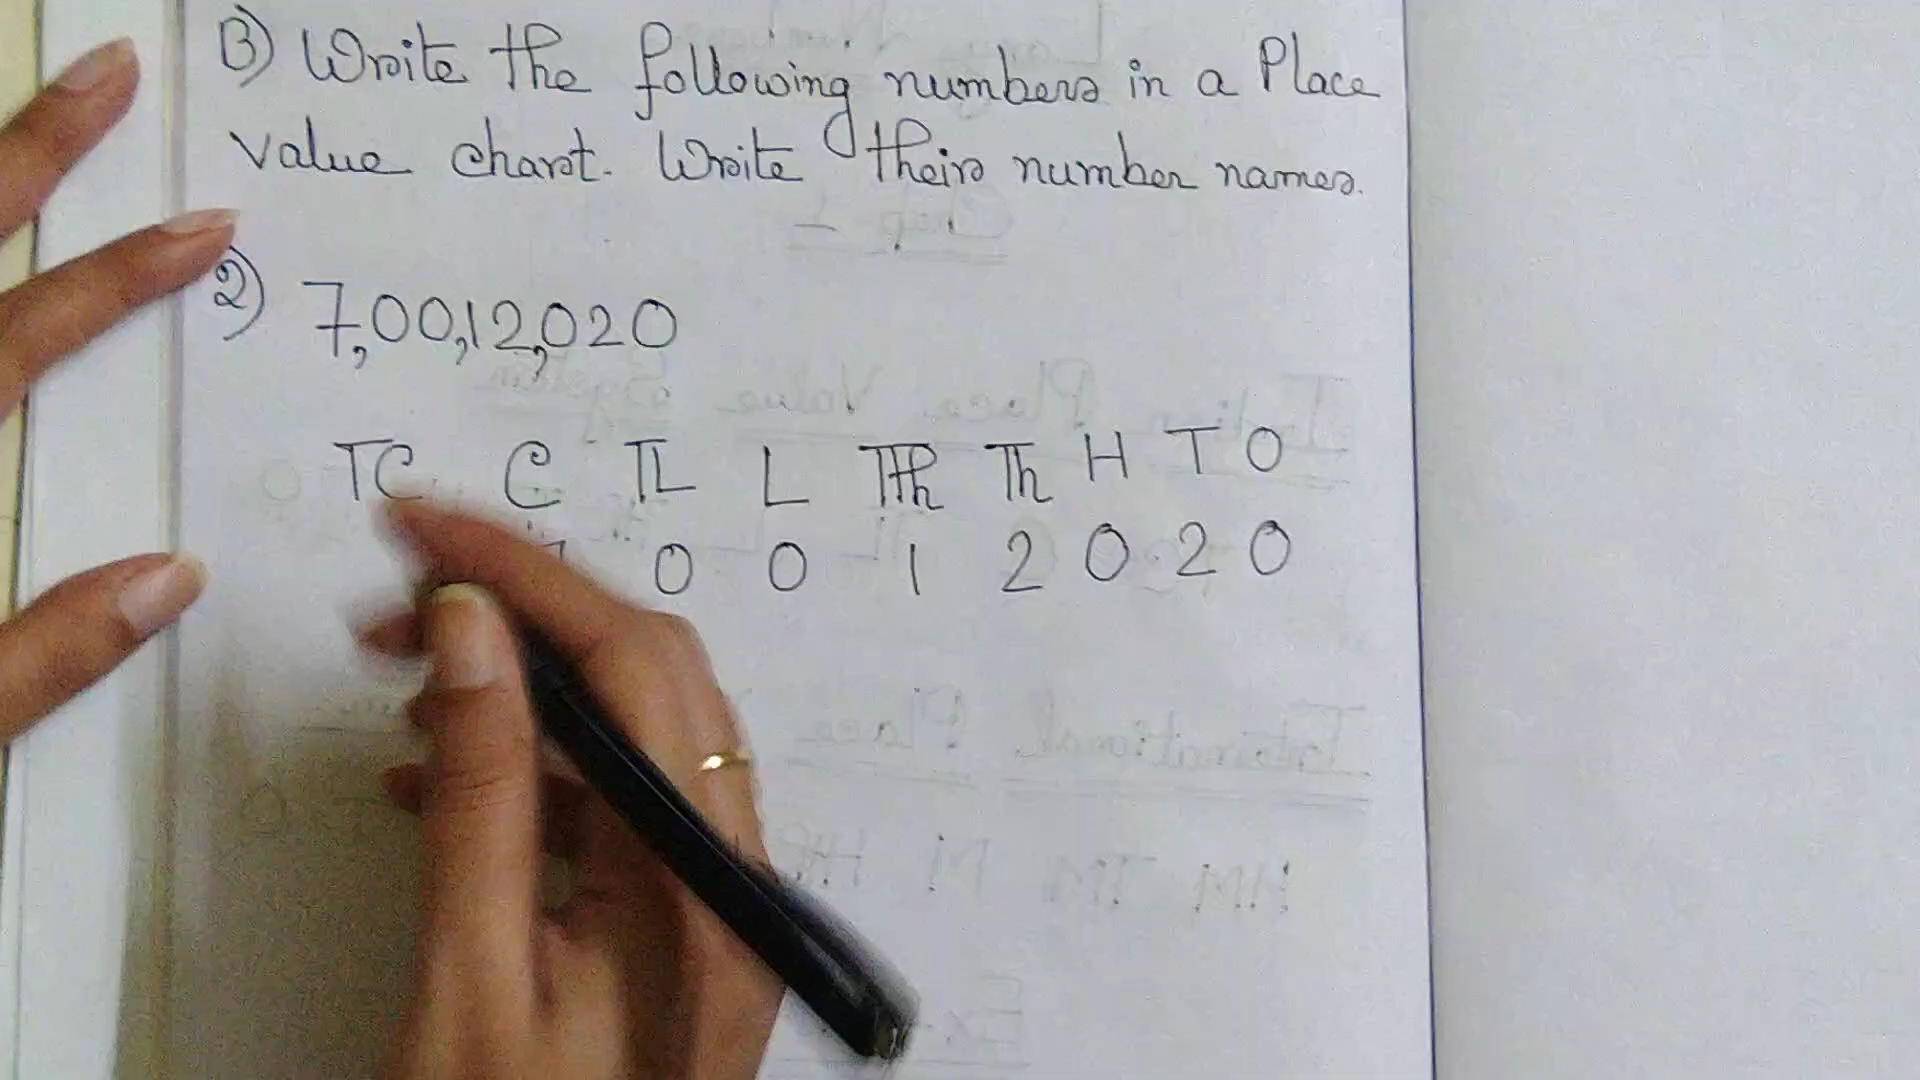 B) Write the following numbers in a Place
value chart. Write their number names.
2) 7,00,12,020
TC C TL L TTh Th H T O
7 0 0 1 2 0 2 0